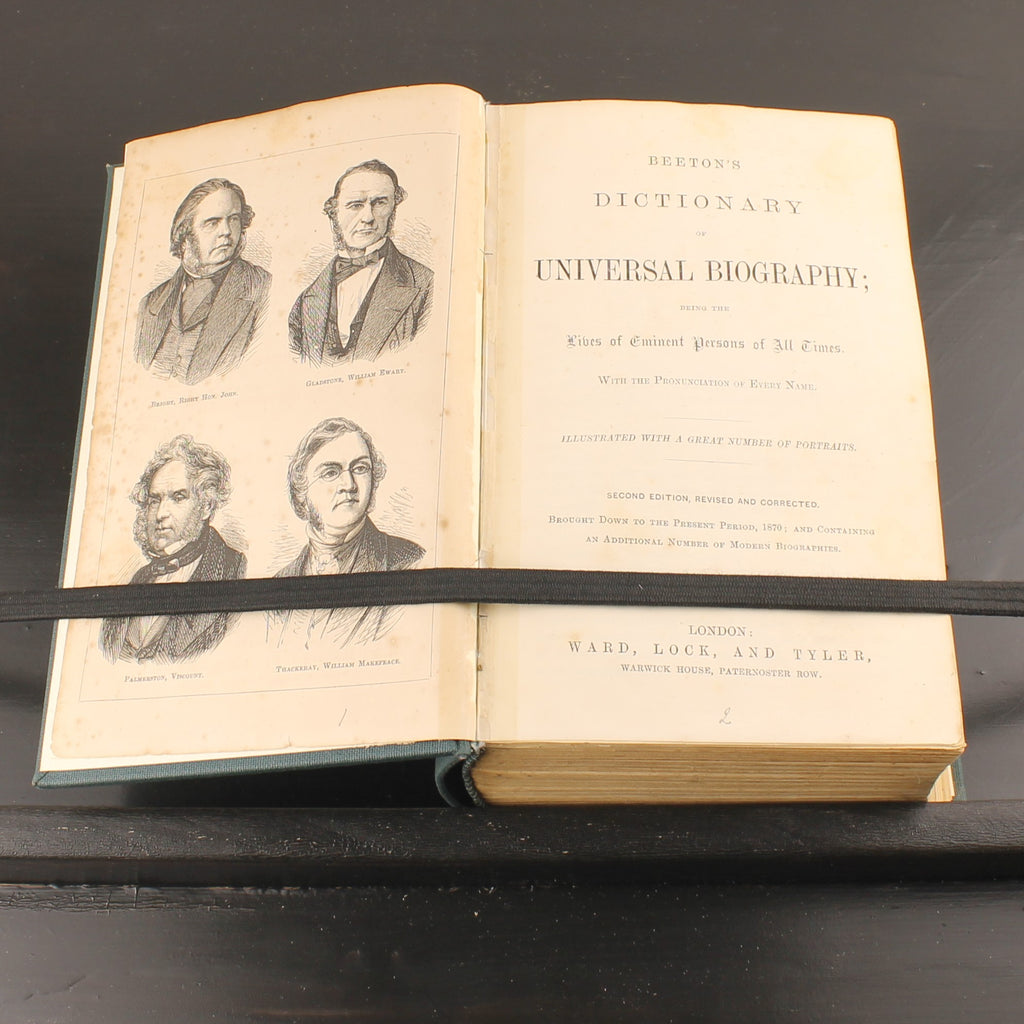 Bright, Right Hon. John.
Gladstone, William Ewart.
Palmerston, Viscount.
Thackeray, William Makepeace.
1
BEETON'S
DICTIONARY
OF
UNIVERSAL BIOGRAPHY;
BEING THE
Lives of Eminent Persons of All Times.
With the Pronunciation of Every Name.
ILLUSTRATED WITH A GREAT NUMBER OF PORTRAITS.
SECOND EDITION, REVISED AND CORRECTED.
Brought Down to the Present Period, 1870; and Containing
an Additional Number of Modern Biographies.
LONDON:
WARD, LOCK, AND TYLER,
WARWICK HOUSE, PATERNOSTER ROW.
2